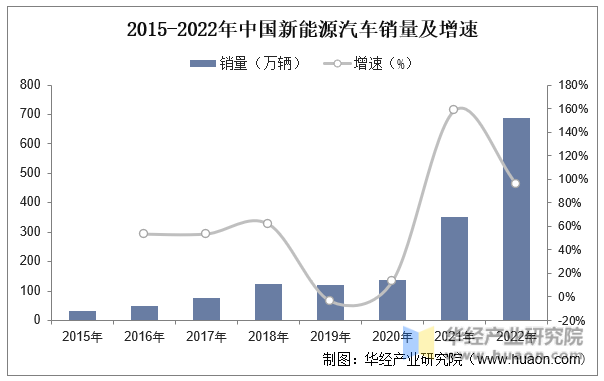 2015-2022年中国新能源汽车销量及增速
销量（万辆） 增速（%）
800 180%
700 160%
600 140%
500 120%
400 100%
300 80%
200 60%
100 40%
0 20%
0%
-20%
2015年 2016年 2017年 2018年 2019年 2020年 2021年 2022年
华经产业研究院
www.huaon.com
制图：华经产业研究院（www.huaon.com）